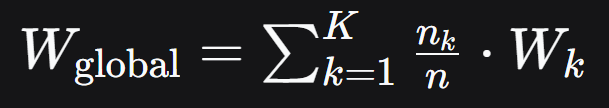 W_global = ∑_{k=1}^{K} n_k/n · W_k